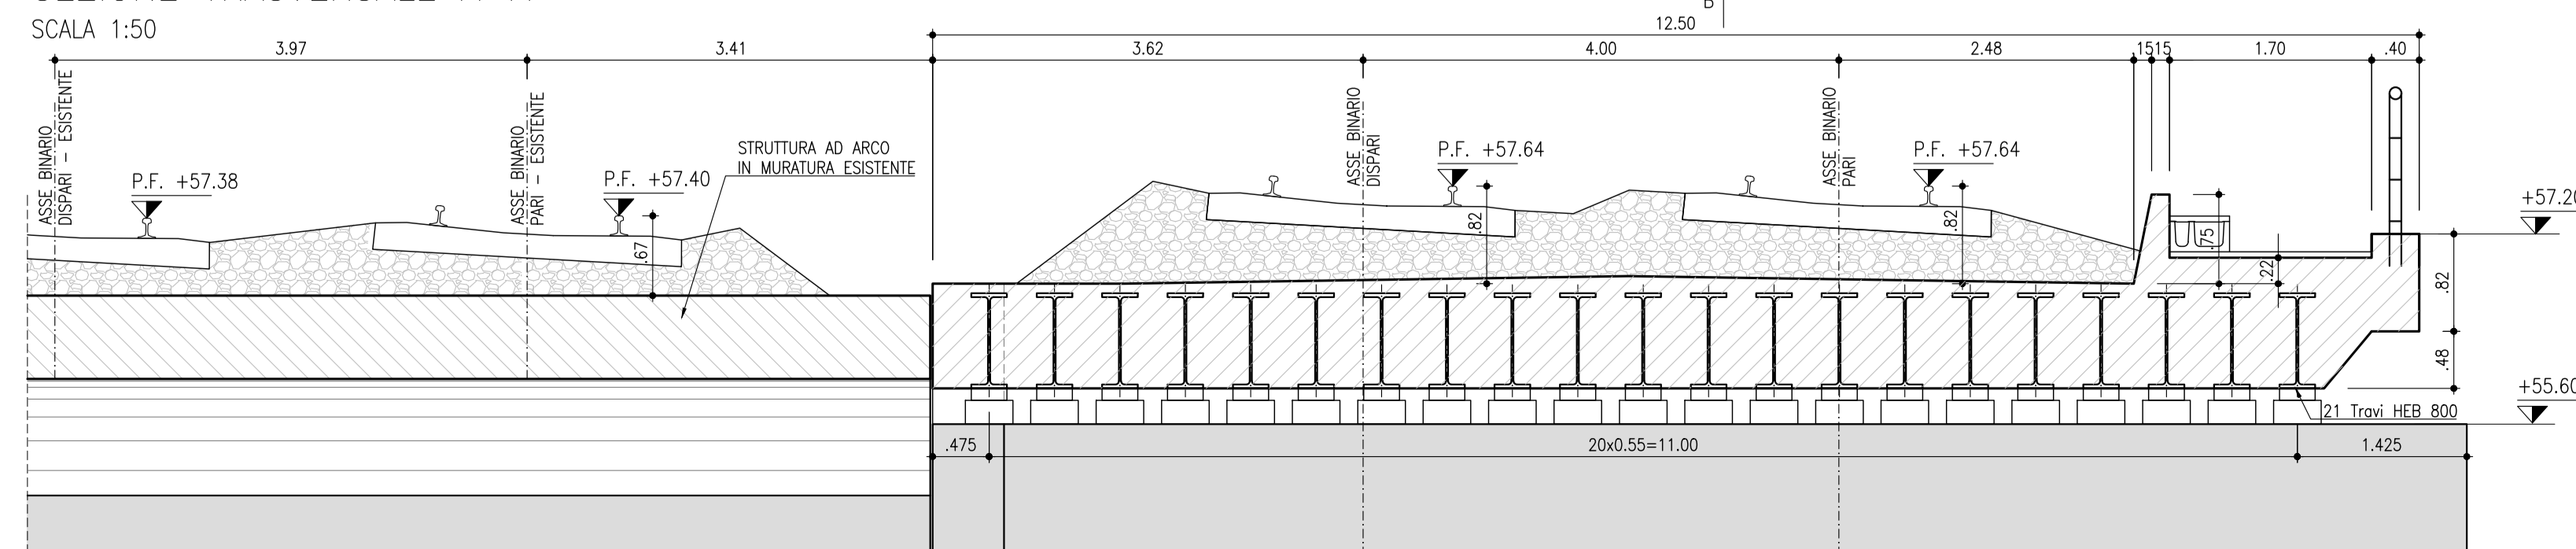 SCALA 1:50
B
12.50
3.97
3.41
3.62
4.00
2.48
.15
15
1.70
.40
ASSE BINARIO
DISPARI - ESISTENTE
ASSE BINARIO
PARI - ESISTENTE
ASSE BINARIO
DISPARI
ASSE BINARIO
PARI
STRUTTURA AD ARCO
IN MURATURA ESISTENTE
P.F. +57.38
P.F. +57.40
P.F. +57.64
P.F. +57.64
.67
.82
.82
.75
.22
.82
.48
+57.20
+55.60
21 Travi HEB 800
.475
20x0.55=11.00
1.425